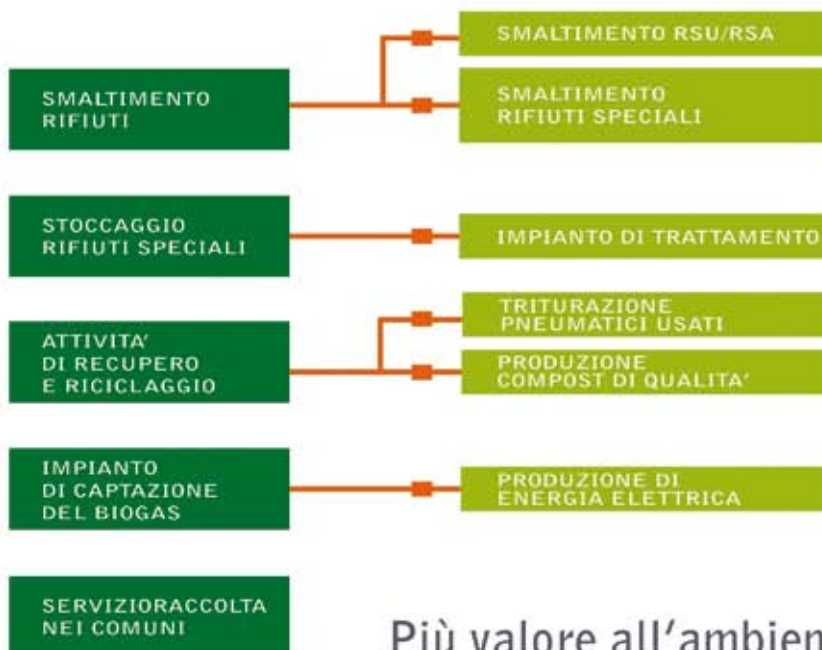 SMALTIMENTO
RIFIUTI
SMALTIMENTO RSU/RSA
SMALTIMENTO
RIFIUTI SPECIALI
STOCCAGGIO
RIFIUTI SPECIALI
IMPIANTO DI TRATTAMENTO
ATTIVITA'
DI RECUPERO
E RICICLAGGIO
TRITURAZIONE
PNEUMATICI USATI
PRODUZIONE
COMPOST DI QUALITA'
IMPIANTO
DI CAPTAZIONE
DEL BIOGAS
PRODUZIONE DI
ENERGIA ELETTRICA
SERVIZIORACCOLTA
NEI COMUNI
Più valore all'ambien